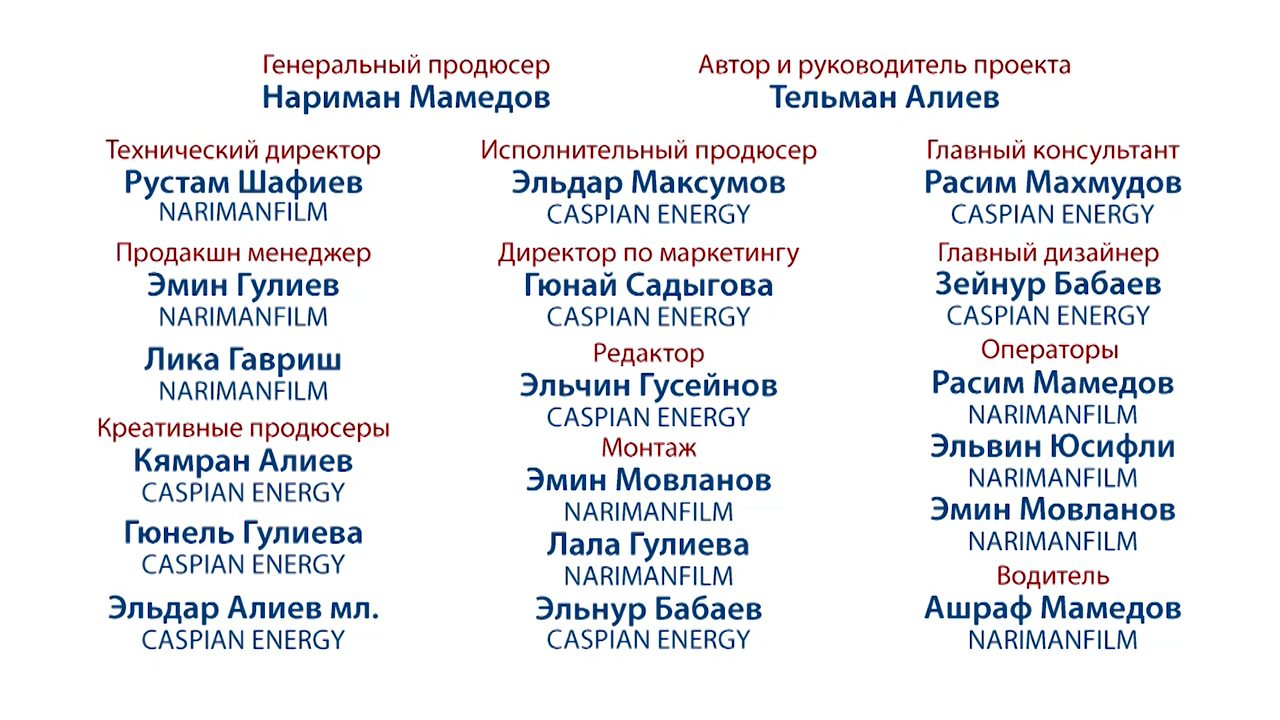 Генеральный продюсер
Нариман Мамедов
Автор и руководитель проекта
Тельман Алиев
Технический директор
Рустам Шафиев
NARIMANFILM
Продакшн менеджер
Эмин Гулиев
NARIMANFILM
Лика Гавриш
NARIMANFILM
Креативные продюсеры
Кямран Алиев
CASPIAN ENERGY
Гюнель Гулиева
CASPIAN ENERGY
Эльдар Алиев мл.
CASPIAN ENERGY
Исполнительный продюсер
Эльдар Максумов
CASPIAN ENERGY
Директор по маркетингу
Гюнай Садыгова
CASPIAN ENERGY
Редактор
Эльчин Гусейнов
CASPIAN ENERGY
Монтаж
Эмин Мовланов
NARIMANFILM
Лала Гулиева
NARIMANFILM
Эльнур Бабаев
CASPIAN ENERGY
Главный консультант
Расим Махмудов
CASPIAN ENERGY
Главный дизайнер
Зейнур Бабаев
CASPIAN ENERGY
Операторы
Расим Мамедов
NARIMANFILM
Эльвин Юсифли
NARIMANFILM
Эмин Мовланов
NARIMANFILM
Водитель
Ашраф Мамедов
NARIMANFILM